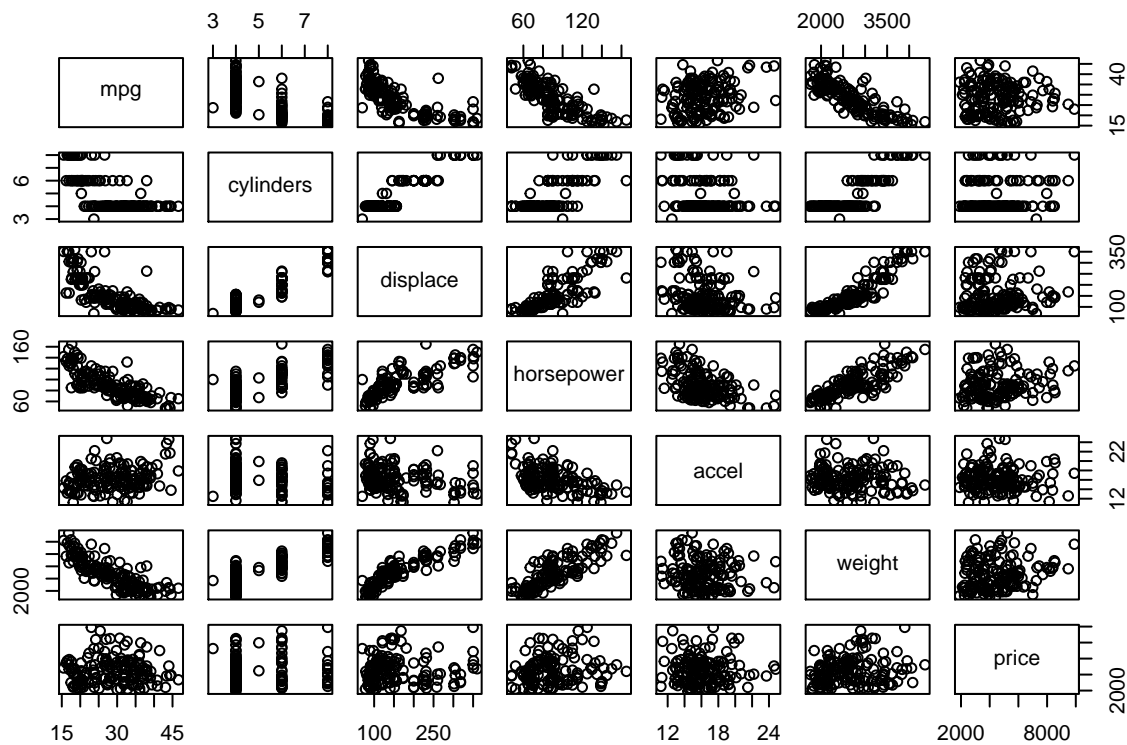 3 5 7 60 120 2000 3500
mpg 15 40
3 6 cylinders
displace 100 350
60 160 horsepower
accel 12 22
2000 weight
price 2000
15 30 45 100 250 12 18 24 2000 8000